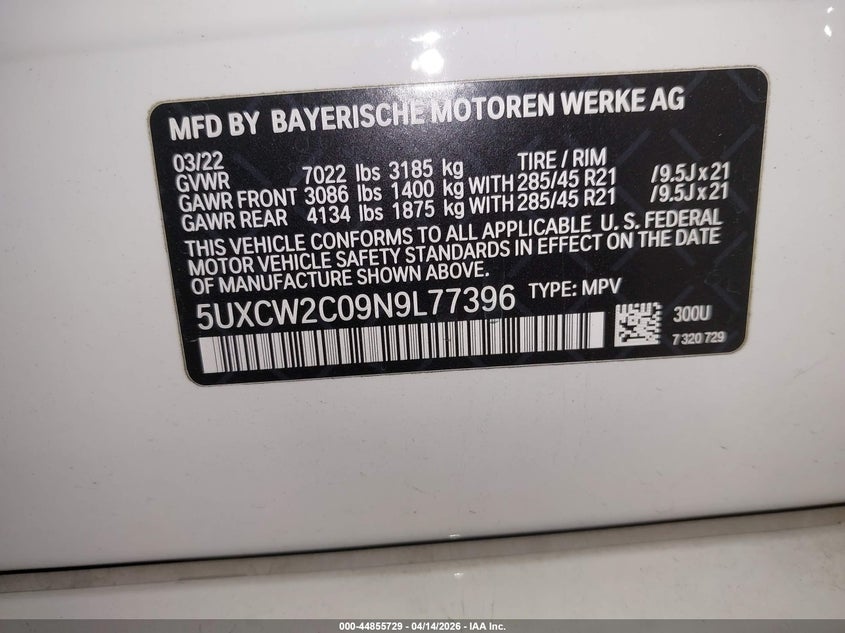 MFD BY BAYERISCHE MOTOREN WERKE AG
03/22 TIRE / RIM
GVWR 7022 lbs 3185 kg
GAWR FRONT 3086 lbs 1400 kg WITH 285/45 R21 /9.5J x 21
GAWR REAR 4134 lbs 1875 kg WITH 285/45 R21 /9.5J x 21
THIS VEHICLE CONFORMS TO ALL APPLICABLE U. S. FEDERAL
MOTOR VEHICLE SAFETY STANDARDS IN EFFECT ON THE DATE
OF MANUFACTURE SHOWN ABOVE.
5UXCW2C09N9L77396 TYPE: MPV
300U
7 320 729
000-44855729 - 04/14/2026 - IAA Inc.